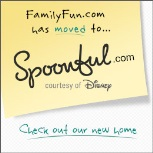 FamilyFun.com
has moved to...
Spoonful.com
courtesy of Disney
Check out our new home